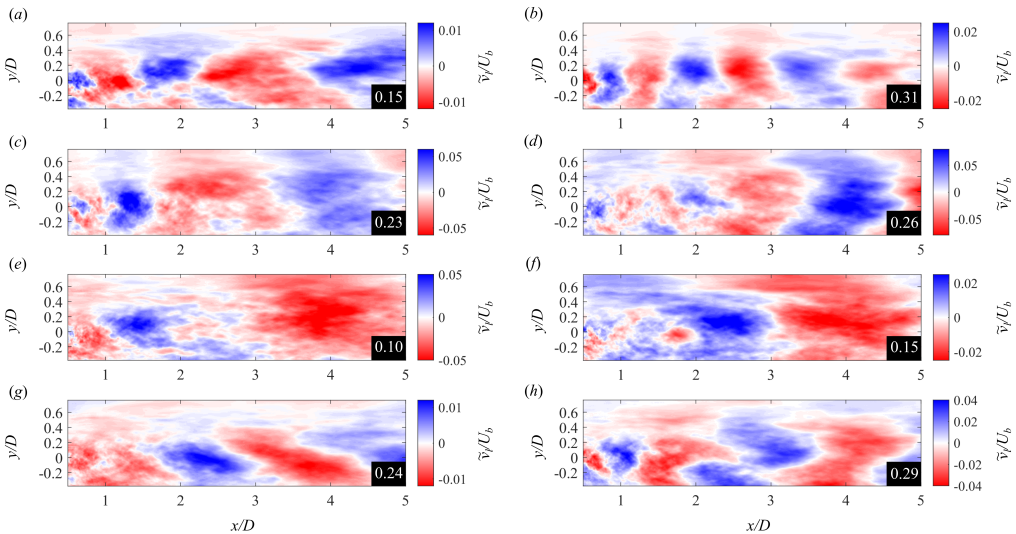 (a)
y/D
0.6
0.4
0.2
0
-0.2
1 2 3 4 5
0.15
0.01
0
-0.01
ṽ_f/U_b
(b)
y/D
0.6
0.4
0.2
0
-0.2
1 2 3 4 5
0.31
0.02
0
-0.02
ṽ_f/U_b
(c)
y/D
0.6
0.4
0.2
0
-0.2
1 2 3 4 5
0.23
0.05
0
-0.05
ṽ_f/U_b
(d)
y/D
0.6
0.4
0.2
0
-0.2
1 2 3 4 5
0.26
0.05
0
-0.05
ṽ_f/U_b
(e)
y/D
0.6
0.4
0.2
0
-0.2
1 2 3 4 5
0.10
0.05
0
-0.05
ṽ_f/U_b
(f)
y/D
0.6
0.4
0.2
0
-0.2
1 2 3 4 5
0.15
0.02
0
-0.02
ṽ_f/U_b
(g)
y/D
0.6
0.4
0.2
0
-0.2
1 2 3 4 5
x/D
0.24
0.01
0
-0.01
ṽ_f/U_b
(h)
y/D
0.6
0.4
0.2
0
-0.2
1 2 3 4 5
x/D
0.29
0.04
0.02
0
-0.02
-0.04
ṽ_f/U_b